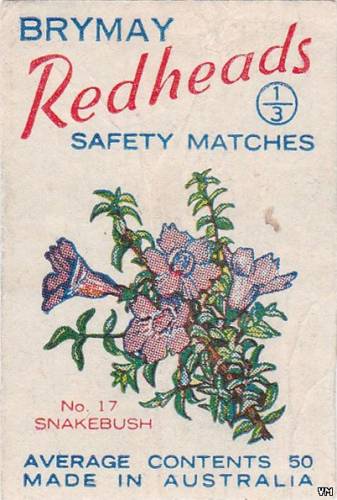 BRYMAY
Redheads
1/3
SAFETY MATCHES
No. 17
SNAKEBUSH
AVERAGE CONTENTS 50
MADE IN AUSTRALIA
VM